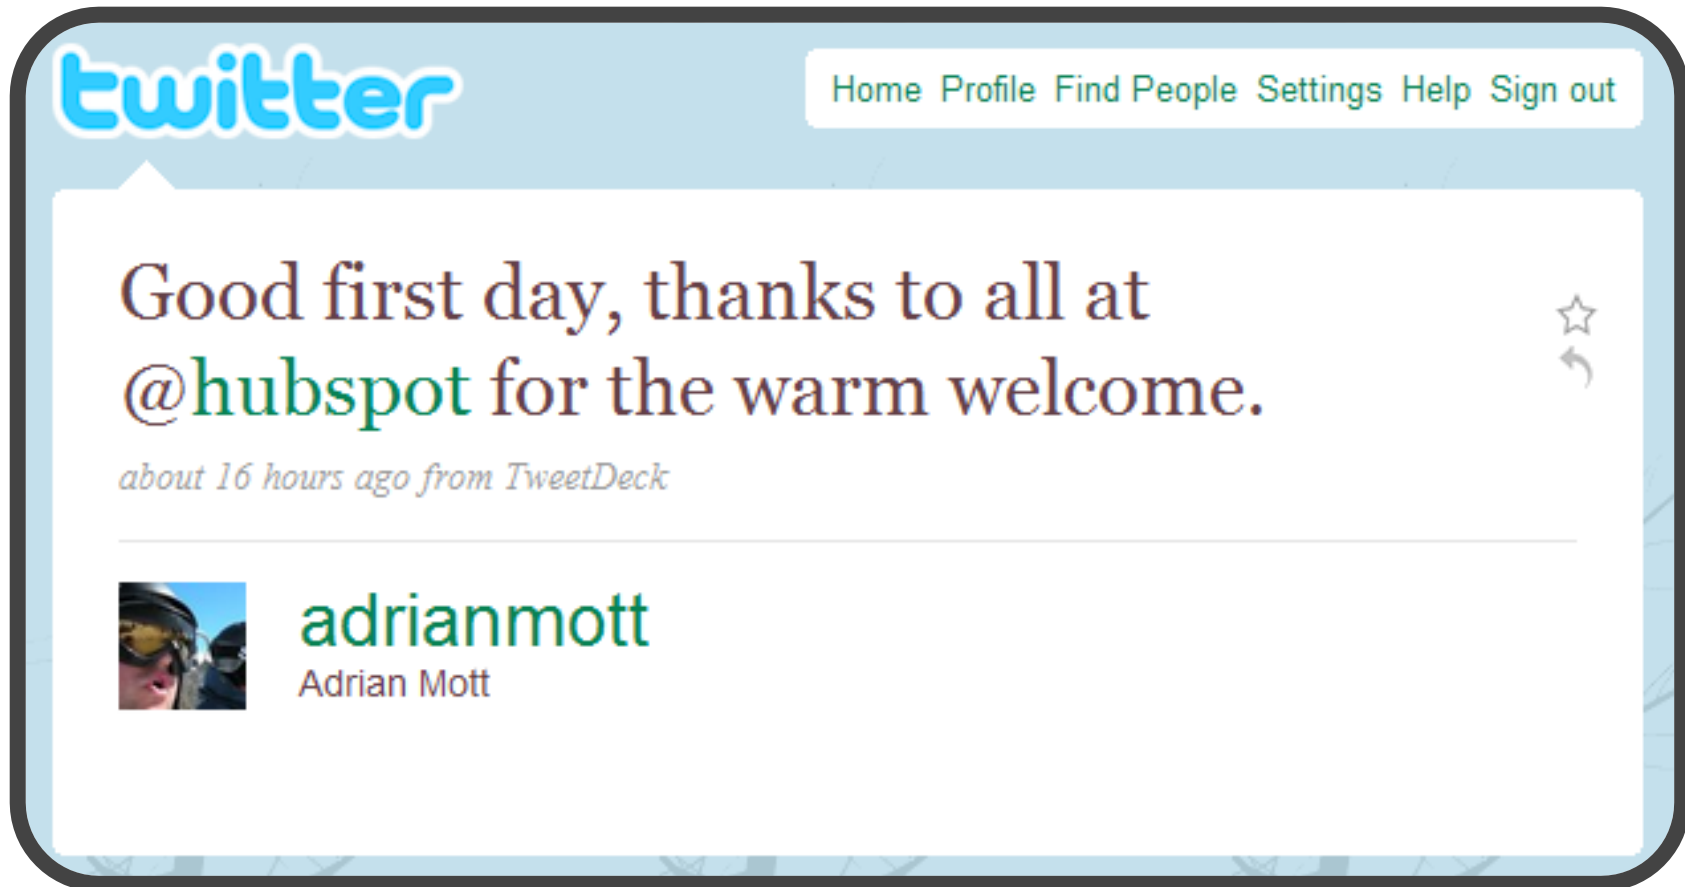 twitter
Home Profile Find People Settings Help Sign out
Good first day, thanks to all at
@hubspot for the warm welcome.
about 16 hours ago from TweetDeck
adrianmott
Adrian Mott